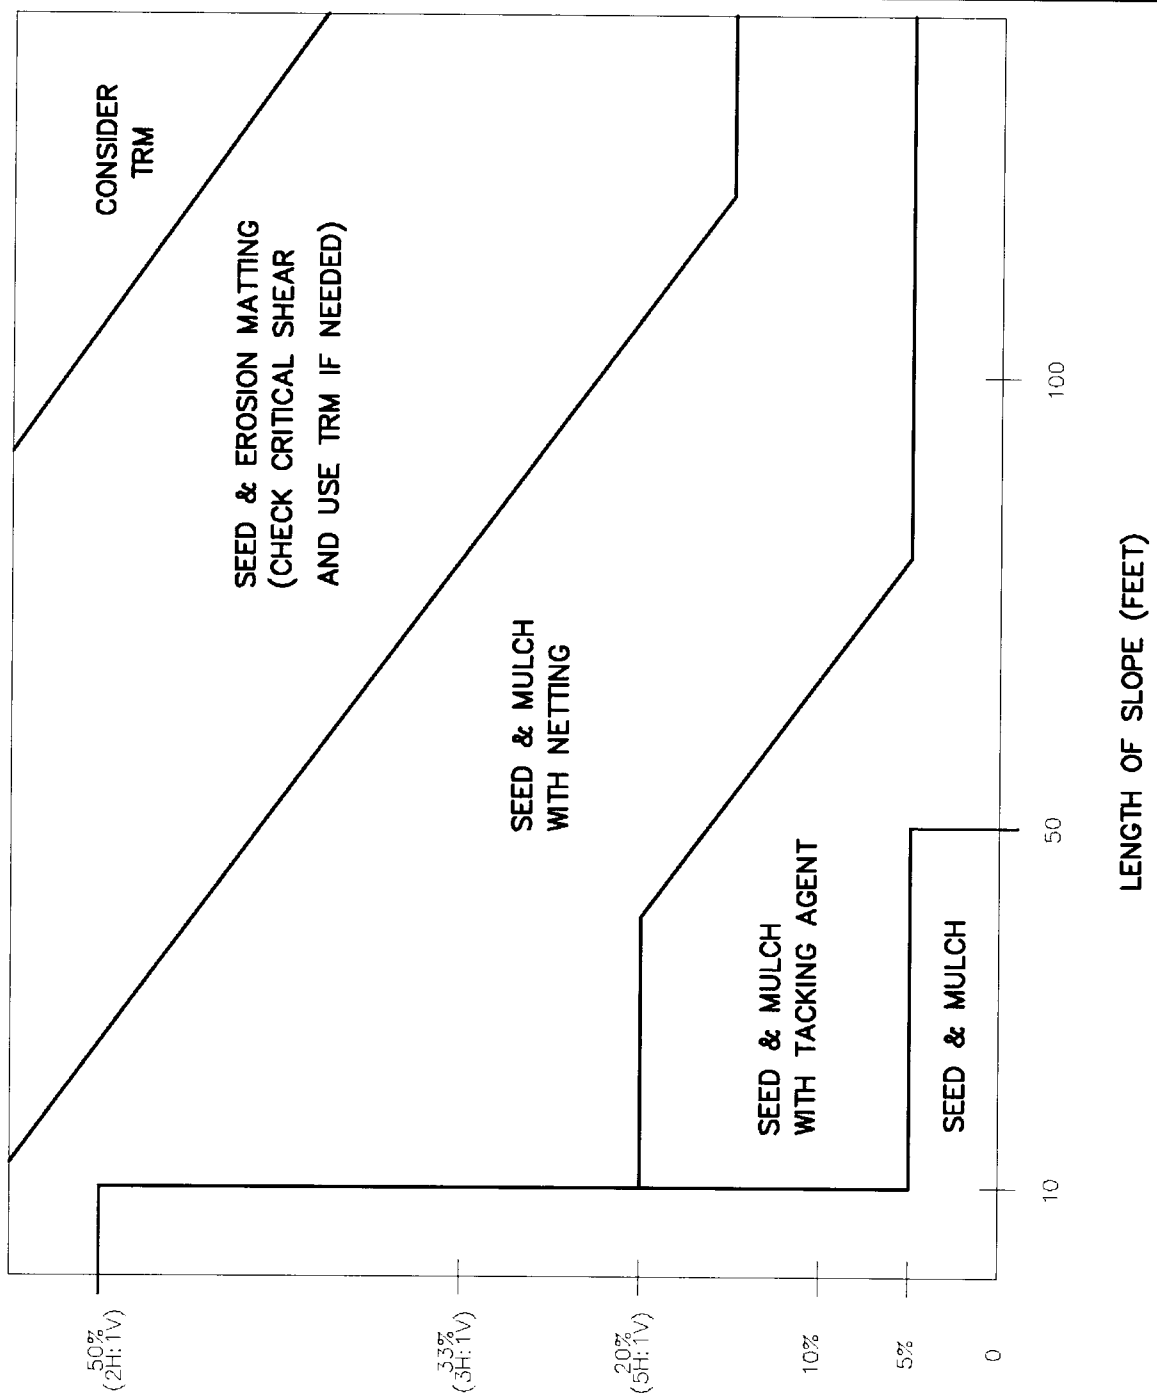 CONSIDER
TRM
SEED & EROSION MATTING
(CHECK CRITICAL SHEAR
AND USE TRM IF NEEDED)
SEED & MULCH
WITH NETTING
SEED & MULCH
WITH TACKING AGENT
SEED & MULCH
50%
(2H:1V)
33%
(3H:1V)
20%
(5H:1V)
10%
5%
0
10
50
100
LENGTH OF SLOPE (FEET)